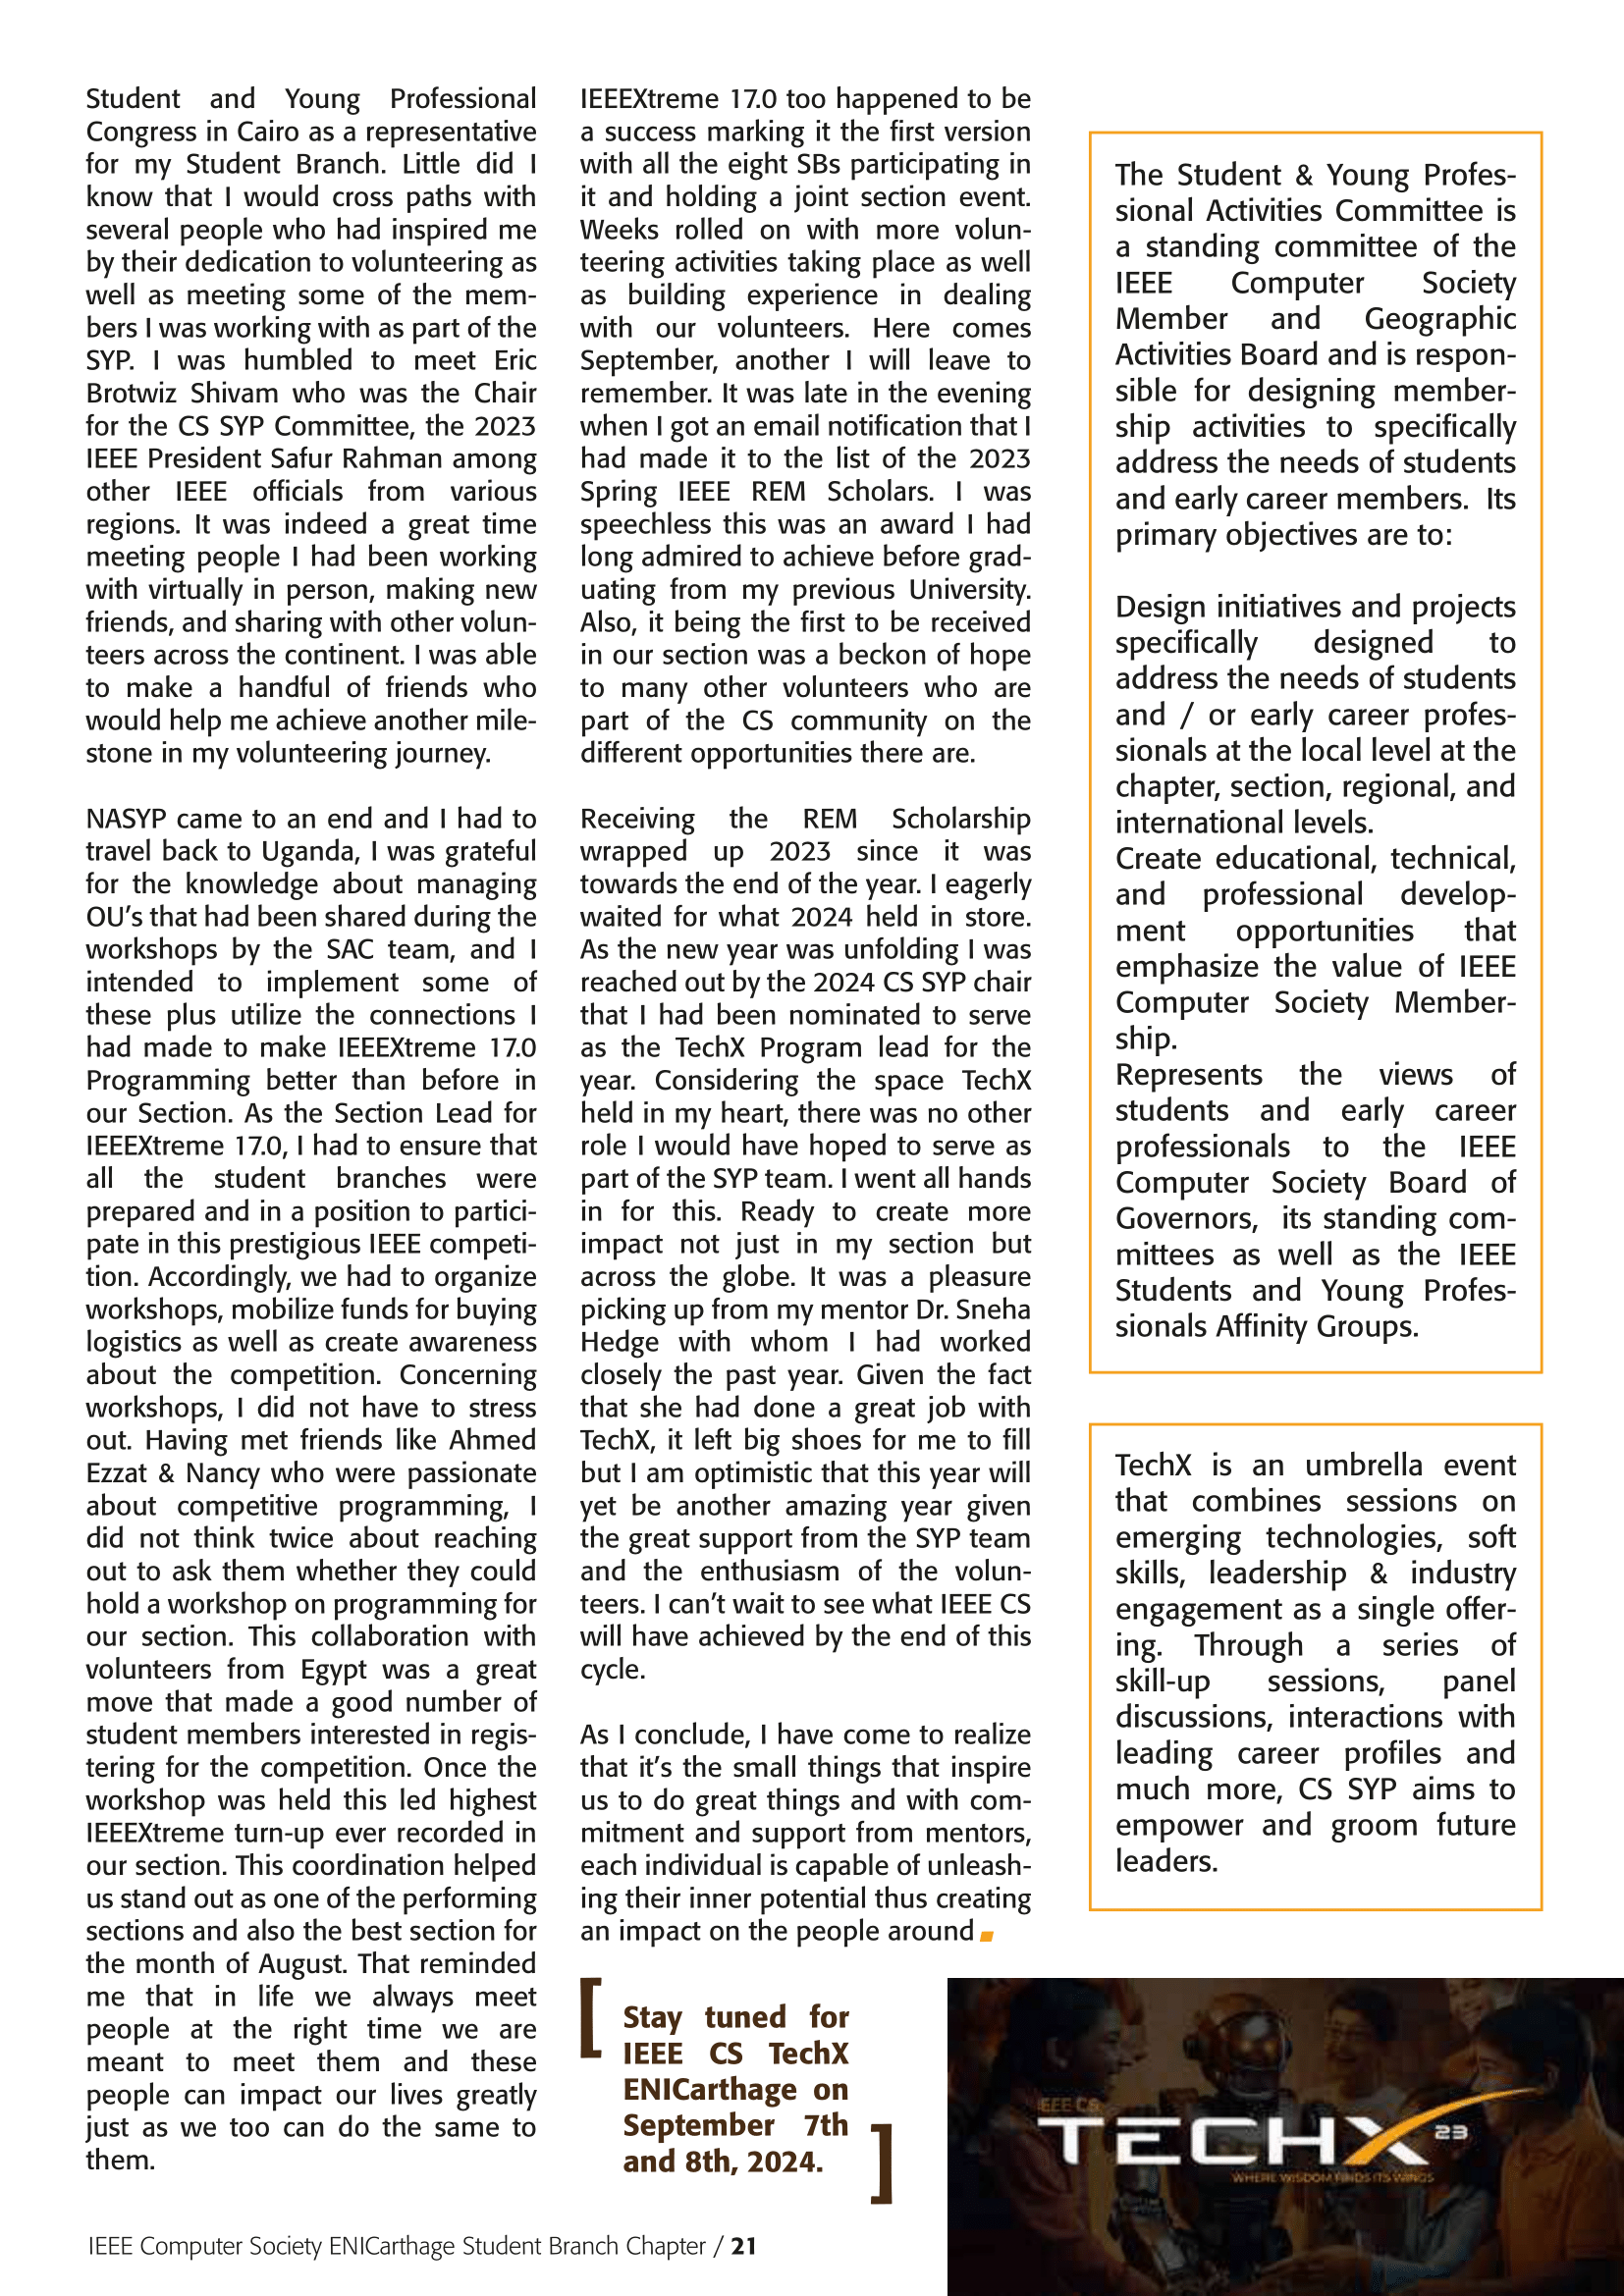 Student and Young Professional
Congress in Cairo as a representative
for my Student Branch. Little did I
know that I would cross paths with
several people who had inspired me
by their dedication to volunteering as
well as meeting some of the mem-
bers I was working with as part of the
SYP. I was humbled to meet Eric
Brotwiz Shivam who was the Chair
for the CS SYP Committee, the 2023
IEEE President Safur Rahman among
other IEEE officials from various
regions. It was indeed a great time
meeting people I had been working
with virtually in person, making new
friends, and sharing with other volun-
teers across the continent. I was able
to make a handful of friends who
would help me achieve another mile-
stone in my volunteering journey.

NASYP came to an end and I had to
travel back to Uganda, I was grateful
for the knowledge about managing
OU's that had been shared during the
workshops by the SAC team, and I
intended to implement some of
these plus utilize the connections I
had made to make IEEEXtreme 17.0
Programming better than before in
our Section. As the Section Lead for
IEEEXtreme 17.0, I had to ensure that
all the student branches were
prepared and in a position to partici-
pate in this prestigious IEEE competi-
tion. Accordingly, we had to organize
workshops, mobilize funds for buying
logistics as well as create awareness
about the competition. Concerning
workshops, I did not have to stress
out. Having met friends like Ahmed
Ezzat & Nancy who were passionate
about competitive programming, I
did not think twice about reaching
out to ask them whether they could
hold a workshop on programming for
our section. This collaboration with
volunteers from Egypt was a great
move that made a good number of
student members interested in regis-
tering for the competition. Once the
workshop was held this led highest
IEEEXtreme turn-up ever recorded in
our section. This coordination helped
us stand out as one of the performing
sections and also the best section for
the month of August. That reminded
me that in life we always meet
people at the right time we are
meant to meet them and these
people can impact our lives greatly
just as we too can do the same to
them.

IEEEXtreme 17.0 too happened to be
a success marking it the first version
with all the eight SBs participating in
it and holding a joint section event.
Weeks rolled on with more volun-
teering activities taking place as well
as building experience in dealing
with our volunteers. Here comes
September, another I will leave to
remember. It was late in the evening
when I got an email notification that I
had made it to the list of the 2023
Spring IEEE REM Scholars. I was
speechless this was an award I had
long admired to achieve before grad-
uating from my previous University.
Also, it being the first to be received
in our section was a beckon of hope
to many other volunteers who are
part of the CS community on the
different opportunities there are.

Receiving the REM Scholarship
wrapped up 2023 since it was
towards the end of the year. I eagerly
waited for what 2024 held in store.
As the new year was unfolding I was
reached out by the 2024 CS SYP chair
that I had been nominated to serve
as the TechX Program lead for the
year. Considering the space TechX
held in my heart, there was no other
role I would have hoped to serve as
part of the SYP team. I went all hands
in for this. Ready to create more
impact not just in my section but
across the globe. It was a pleasure
picking up from my mentor Dr. Sneha
Hedge with whom I had worked
closely the past year. Given the fact
that she had done a great job with
TechX, it left big shoes for me to fill
but I am optimistic that this year will
yet be another amazing year given
the great support from the SYP team
and the enthusiasm of the volun-
teers. I can't wait to see what IEEE CS
will have achieved by the end of this
cycle.

As I conclude, I have come to realize
that it's the small things that inspire
us to do great things and with com-
mitment and support from mentors,
each individual is capable of unleash-
ing their inner potential thus creating
an impact on the people around

[ Stay tuned for
IEEE CS TechX
ENICarthage on
September 7th
and 8th, 2024. ]

The Student & Young Profes-
sional Activities Committee is
a standing committee of the
IEEE Computer Society
Member and Geographic
Activities Board and is respon-
sible for designing member-
ship activities to specifically
address the needs of students
and early career members. Its
primary objectives are to:

Design initiatives and projects
specifically designed to
address the needs of students
and / or early career profes-
sionals at the local level at the
chapter, section, regional, and
international levels.
Create educational, technical,
and professional develop-
ment opportunities that
emphasize the value of IEEE
Computer Society Member-
ship.
Represents the views of
students and early career
professionals to the IEEE
Computer Society Board of
Governors, its standing com-
mittees as well as the IEEE
Students and Young Profes-
sionals Affinity Groups.

TechX is an umbrella event
that combines sessions on
emerging technologies, soft
skills, leadership & industry
engagement as a single offer-
ing. Through a series of
skill-up sessions, panel
discussions, interactions with
leading career profiles and
much more, CS SYP aims to
empower and groom future
leaders.

IEEE CS
TECHX 23
WHERE WISDOM FINDS ITS WINGS

IEEE Computer Society ENICarthage Student Branch Chapter / 21